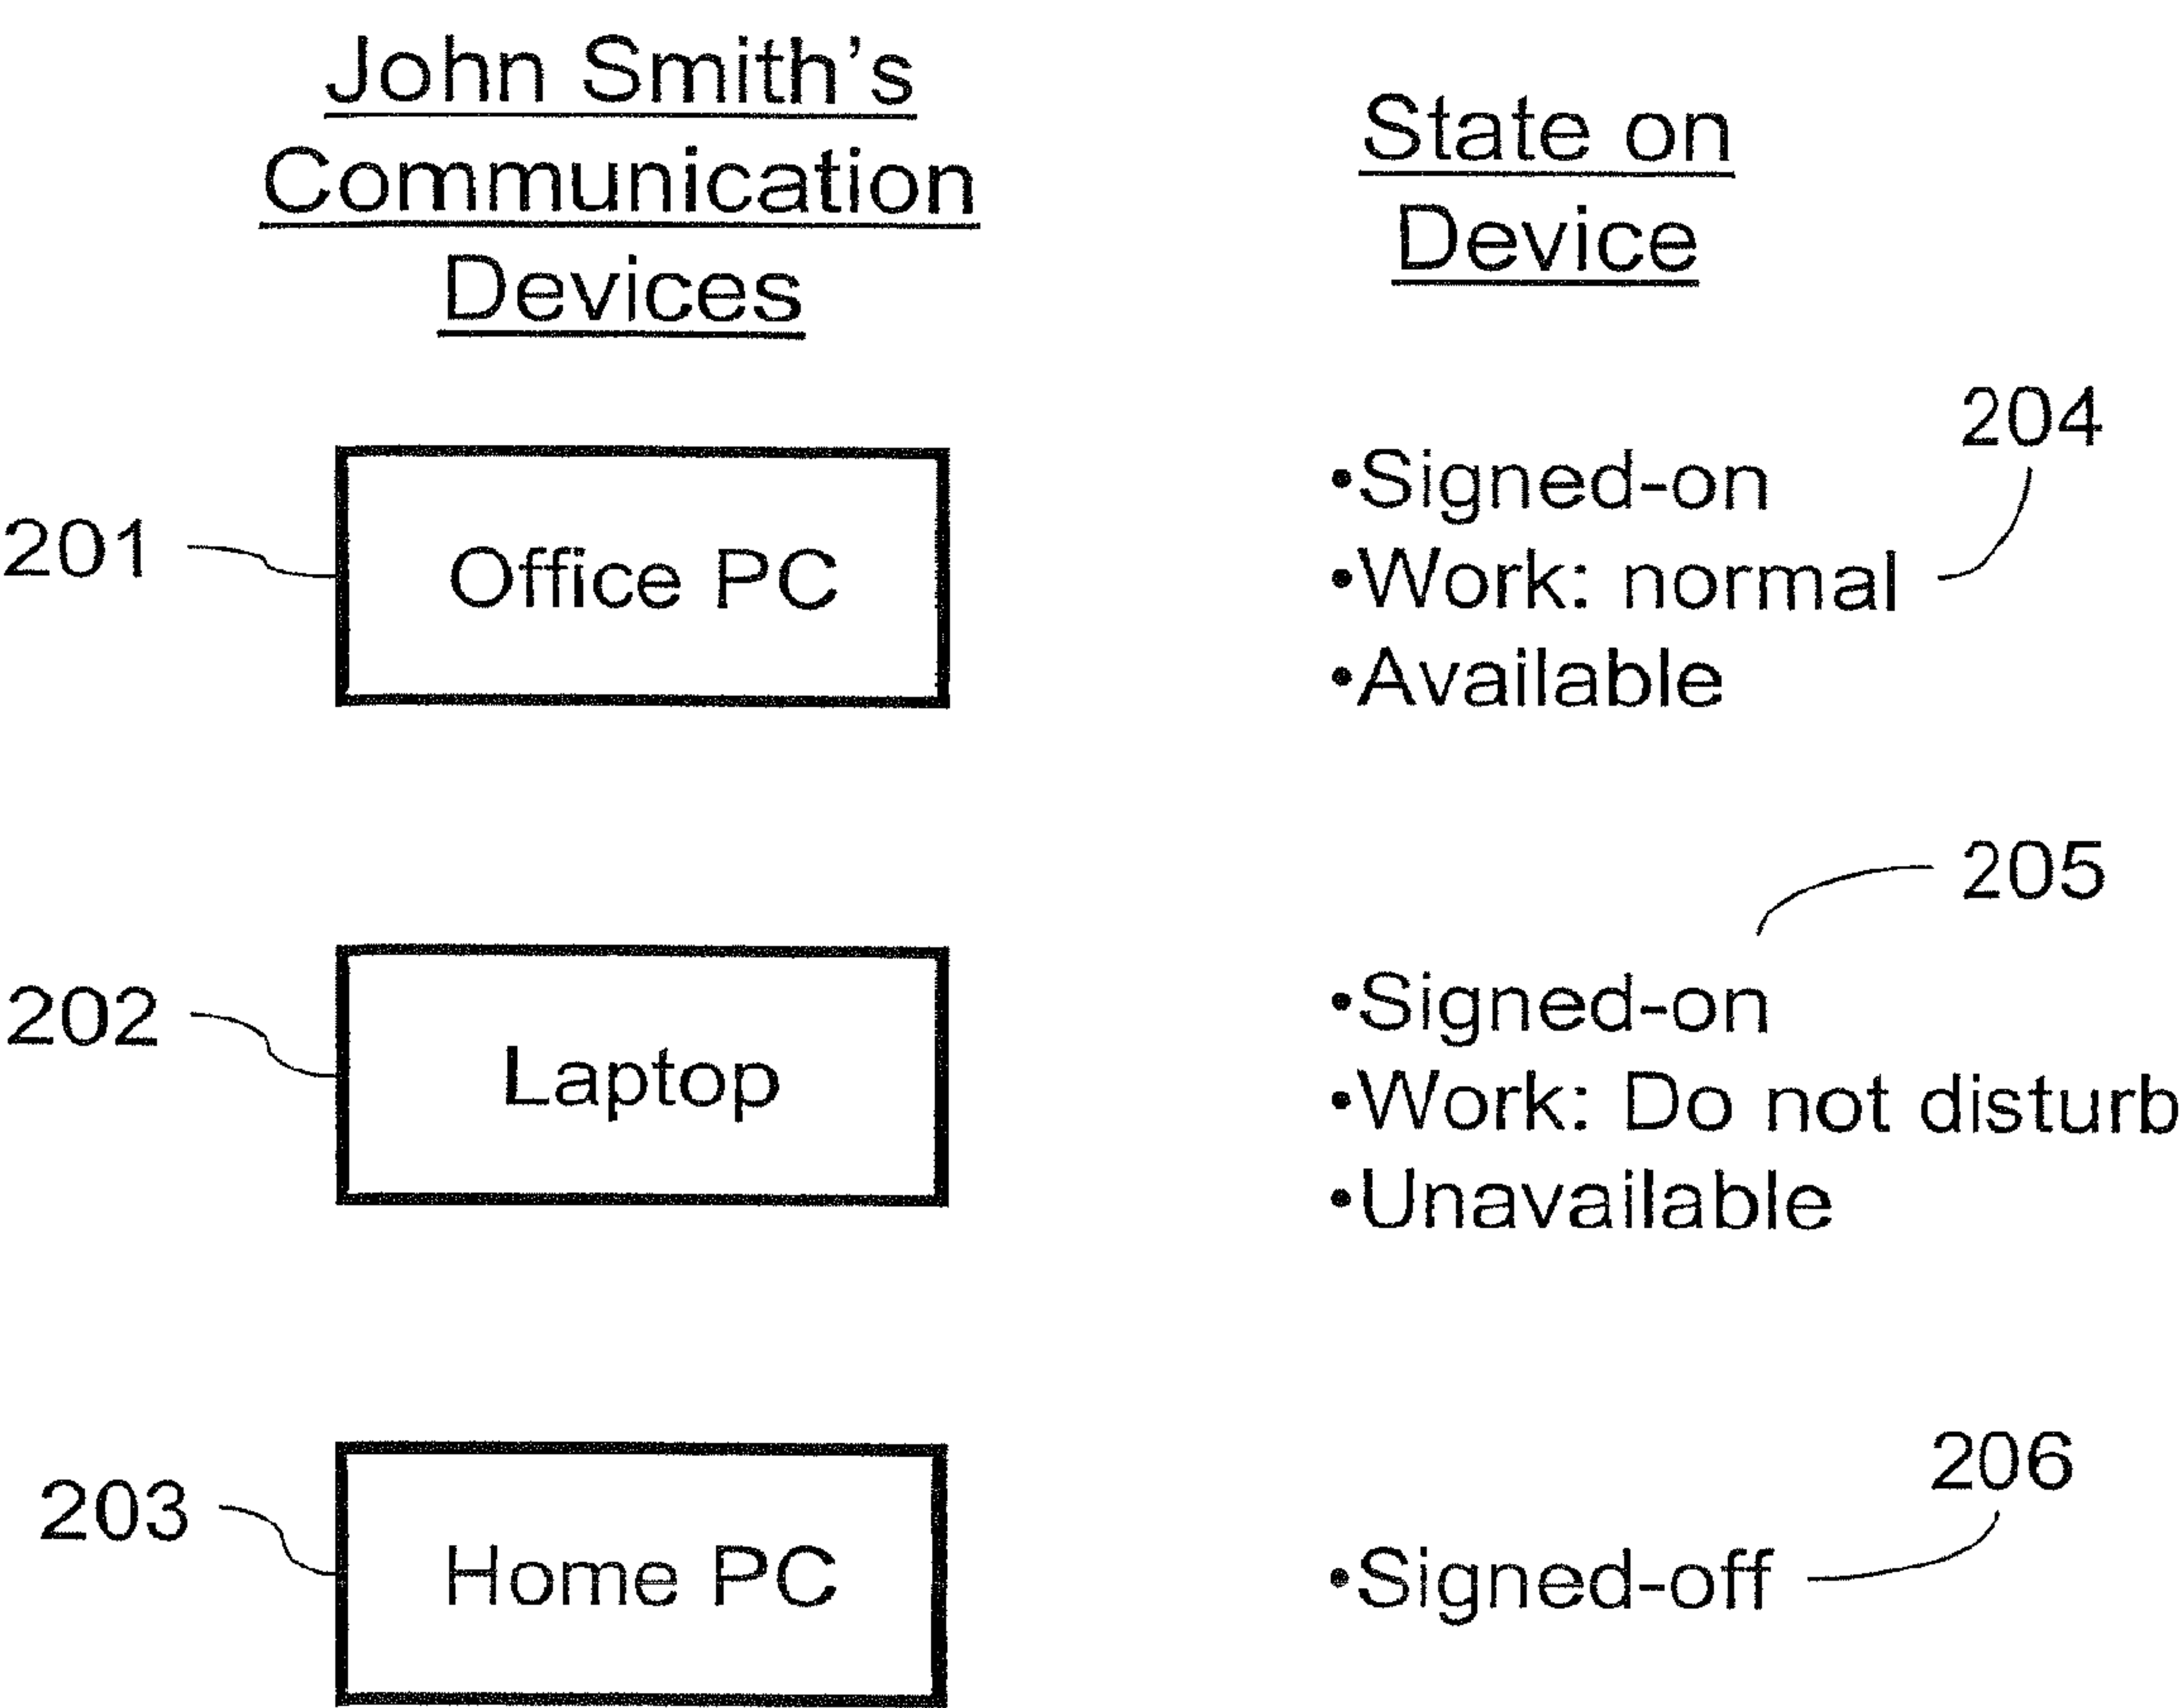 John Smith’s
Communication
Devices
State on
Device
201
Office PC
•Signed-on
•Work: normal
•Available
204
202
Laptop
205
•Signed-on
•Work: Do not disturb
•Unavailable
203
Home PC
•Signed-off
206